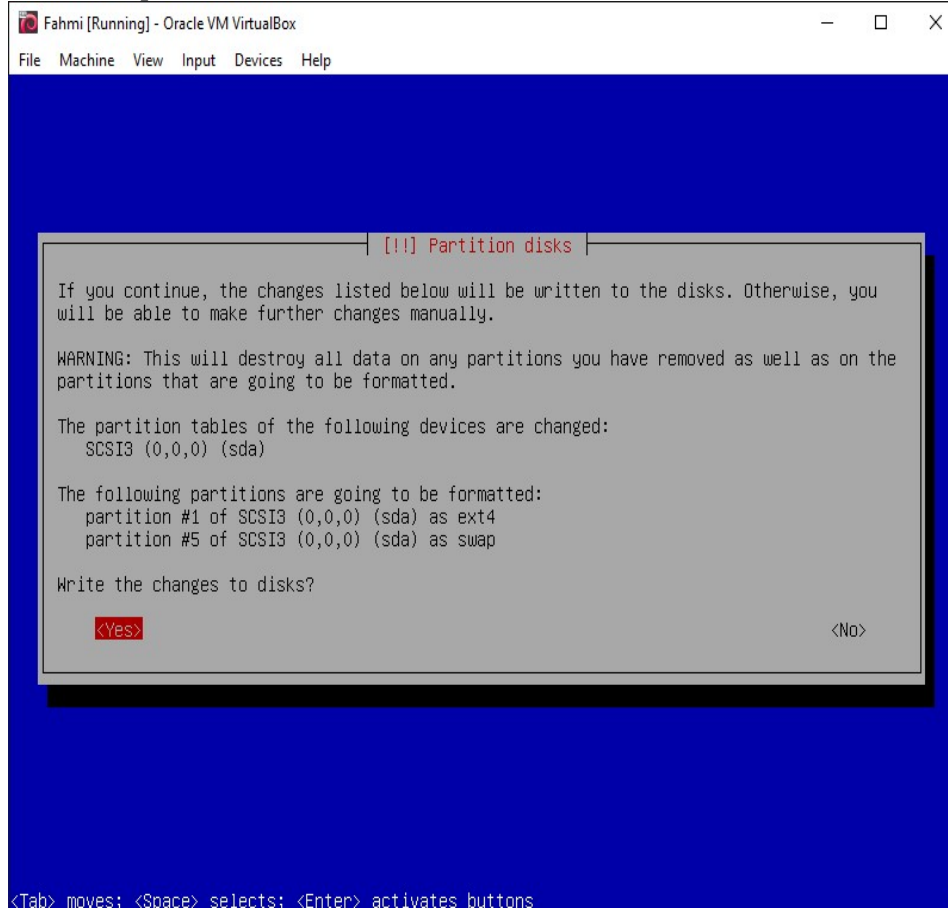 Fahmi [Running] - Oracle VM VirtualBox
File Machine View Input Devices Help
[!!] Partition disks
If you continue, the changes listed below will be written to the disks. Otherwise, you
will be able to make further changes manually.
WARNING: This will destroy all data on any partitions you have removed as well as on the
partitions that are going to be formatted.
The partition tables of the following devices are changed:
SCSI3 (0,0,0) (sda)
The following partitions are going to be formatted:
partition #1 of SCSI3 (0,0,0) (sda) as ext4
partition #5 of SCSI3 (0,0,0) (sda) as swap
Write the changes to disks?
<Yes> <No>
<Tab> moves; <Space> selects; <Enter> activates buttons